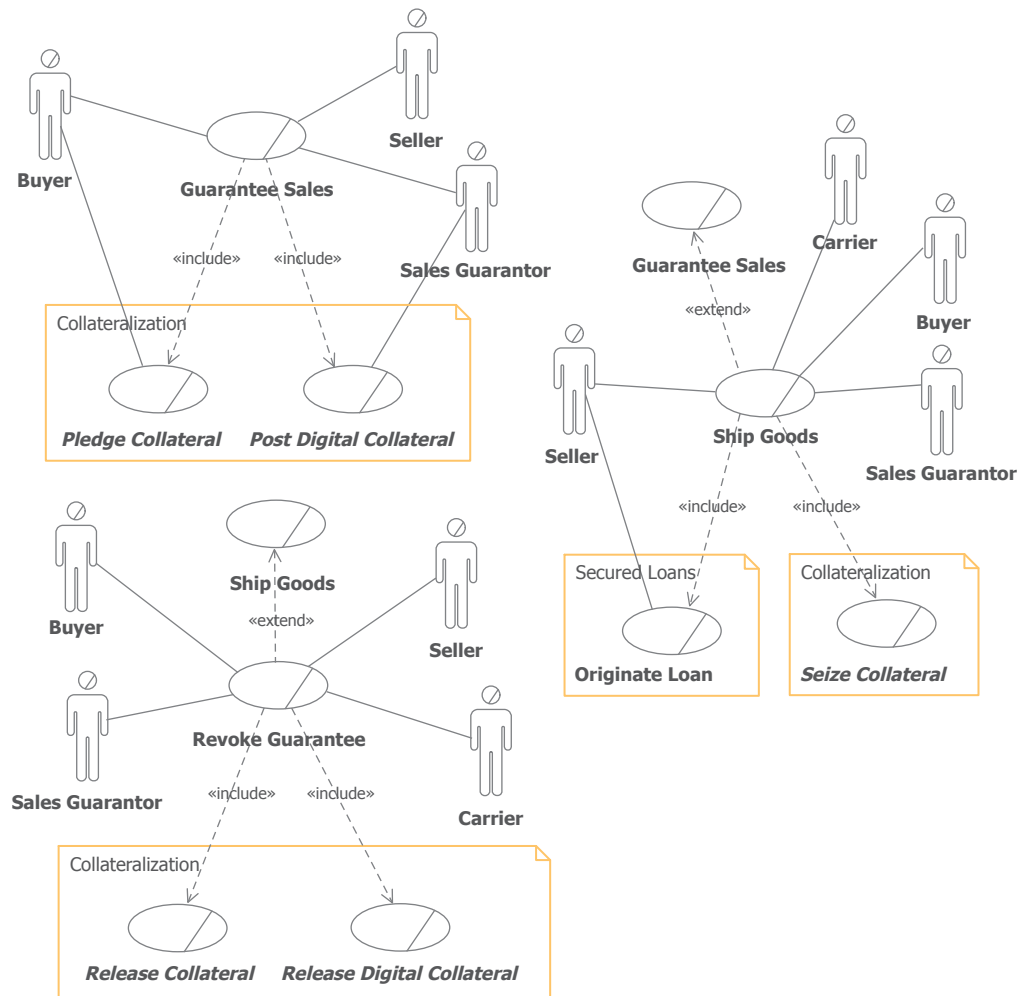 Buyer
Seller
Guarantee Sales
Sales Guarantor
«include»
«include»
Collateralization
Pledge Collateral
Post Digital Collateral
Carrier
Guarantee Sales
Buyer
«extend»
Seller
Ship Goods
Sales Guarantor
«include»
«include»
Secured Loans
Originate Loan
Collateralization
Seize Collateral
Buyer
Ship Goods
«extend»
Seller
Revoke Guarantee
Sales Guarantor
Carrier
«include»
«include»
Collateralization
Release Collateral
Release Digital Collateral